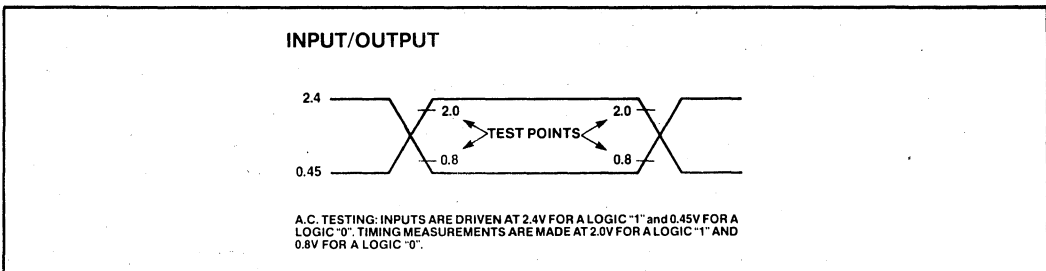 INPUT/OUTPUT
2.4
2.0
2.0
TEST POINTS
0.8
0.8
0.45
A.C. TESTING: INPUTS ARE DRIVEN AT 2.4V FOR A LOGIC "1" and 0.45V FOR A
LOGIC "0". TIMING MEASUREMENTS ARE MADE AT 2.0V FOR A LOGIC "1" AND
0.8V FOR A LOGIC "0".